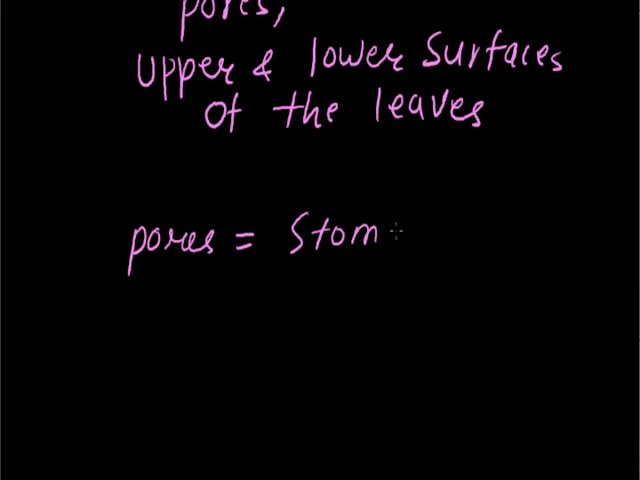 pores,
upper & lower surfaces
of the leaves
pores = Stom